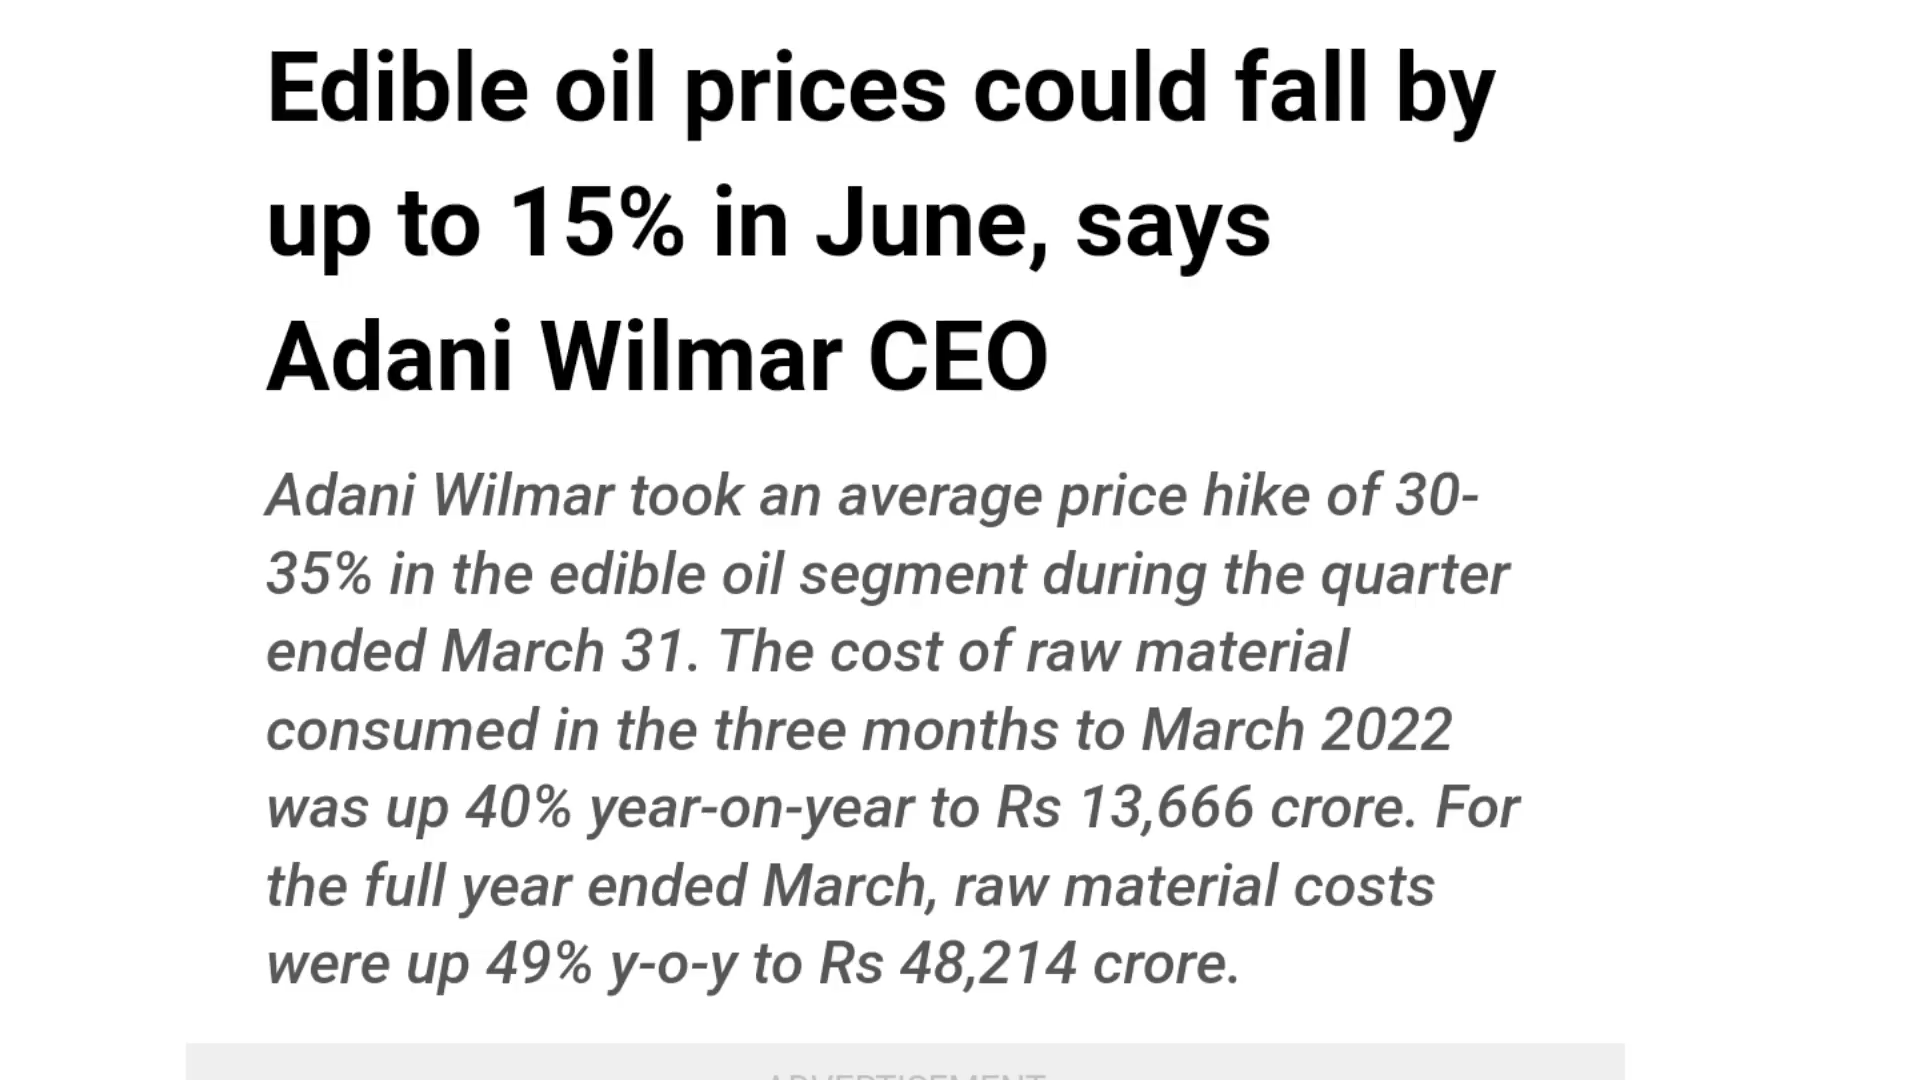 Edible oil prices could fall by
up to 15% in June, says
Adani Wilmar CEO
Adani Wilmar took an average price hike of 30-
35% in the edible oil segment during the quarter
ended March 31. The cost of raw material
consumed in the three months to March 2022
was up 40% year-on-year to Rs 13,666 crore. For
the full year ended March, raw material costs
were up 49% y-o-y to Rs 48,214 crore.
ADVERTISEMENT